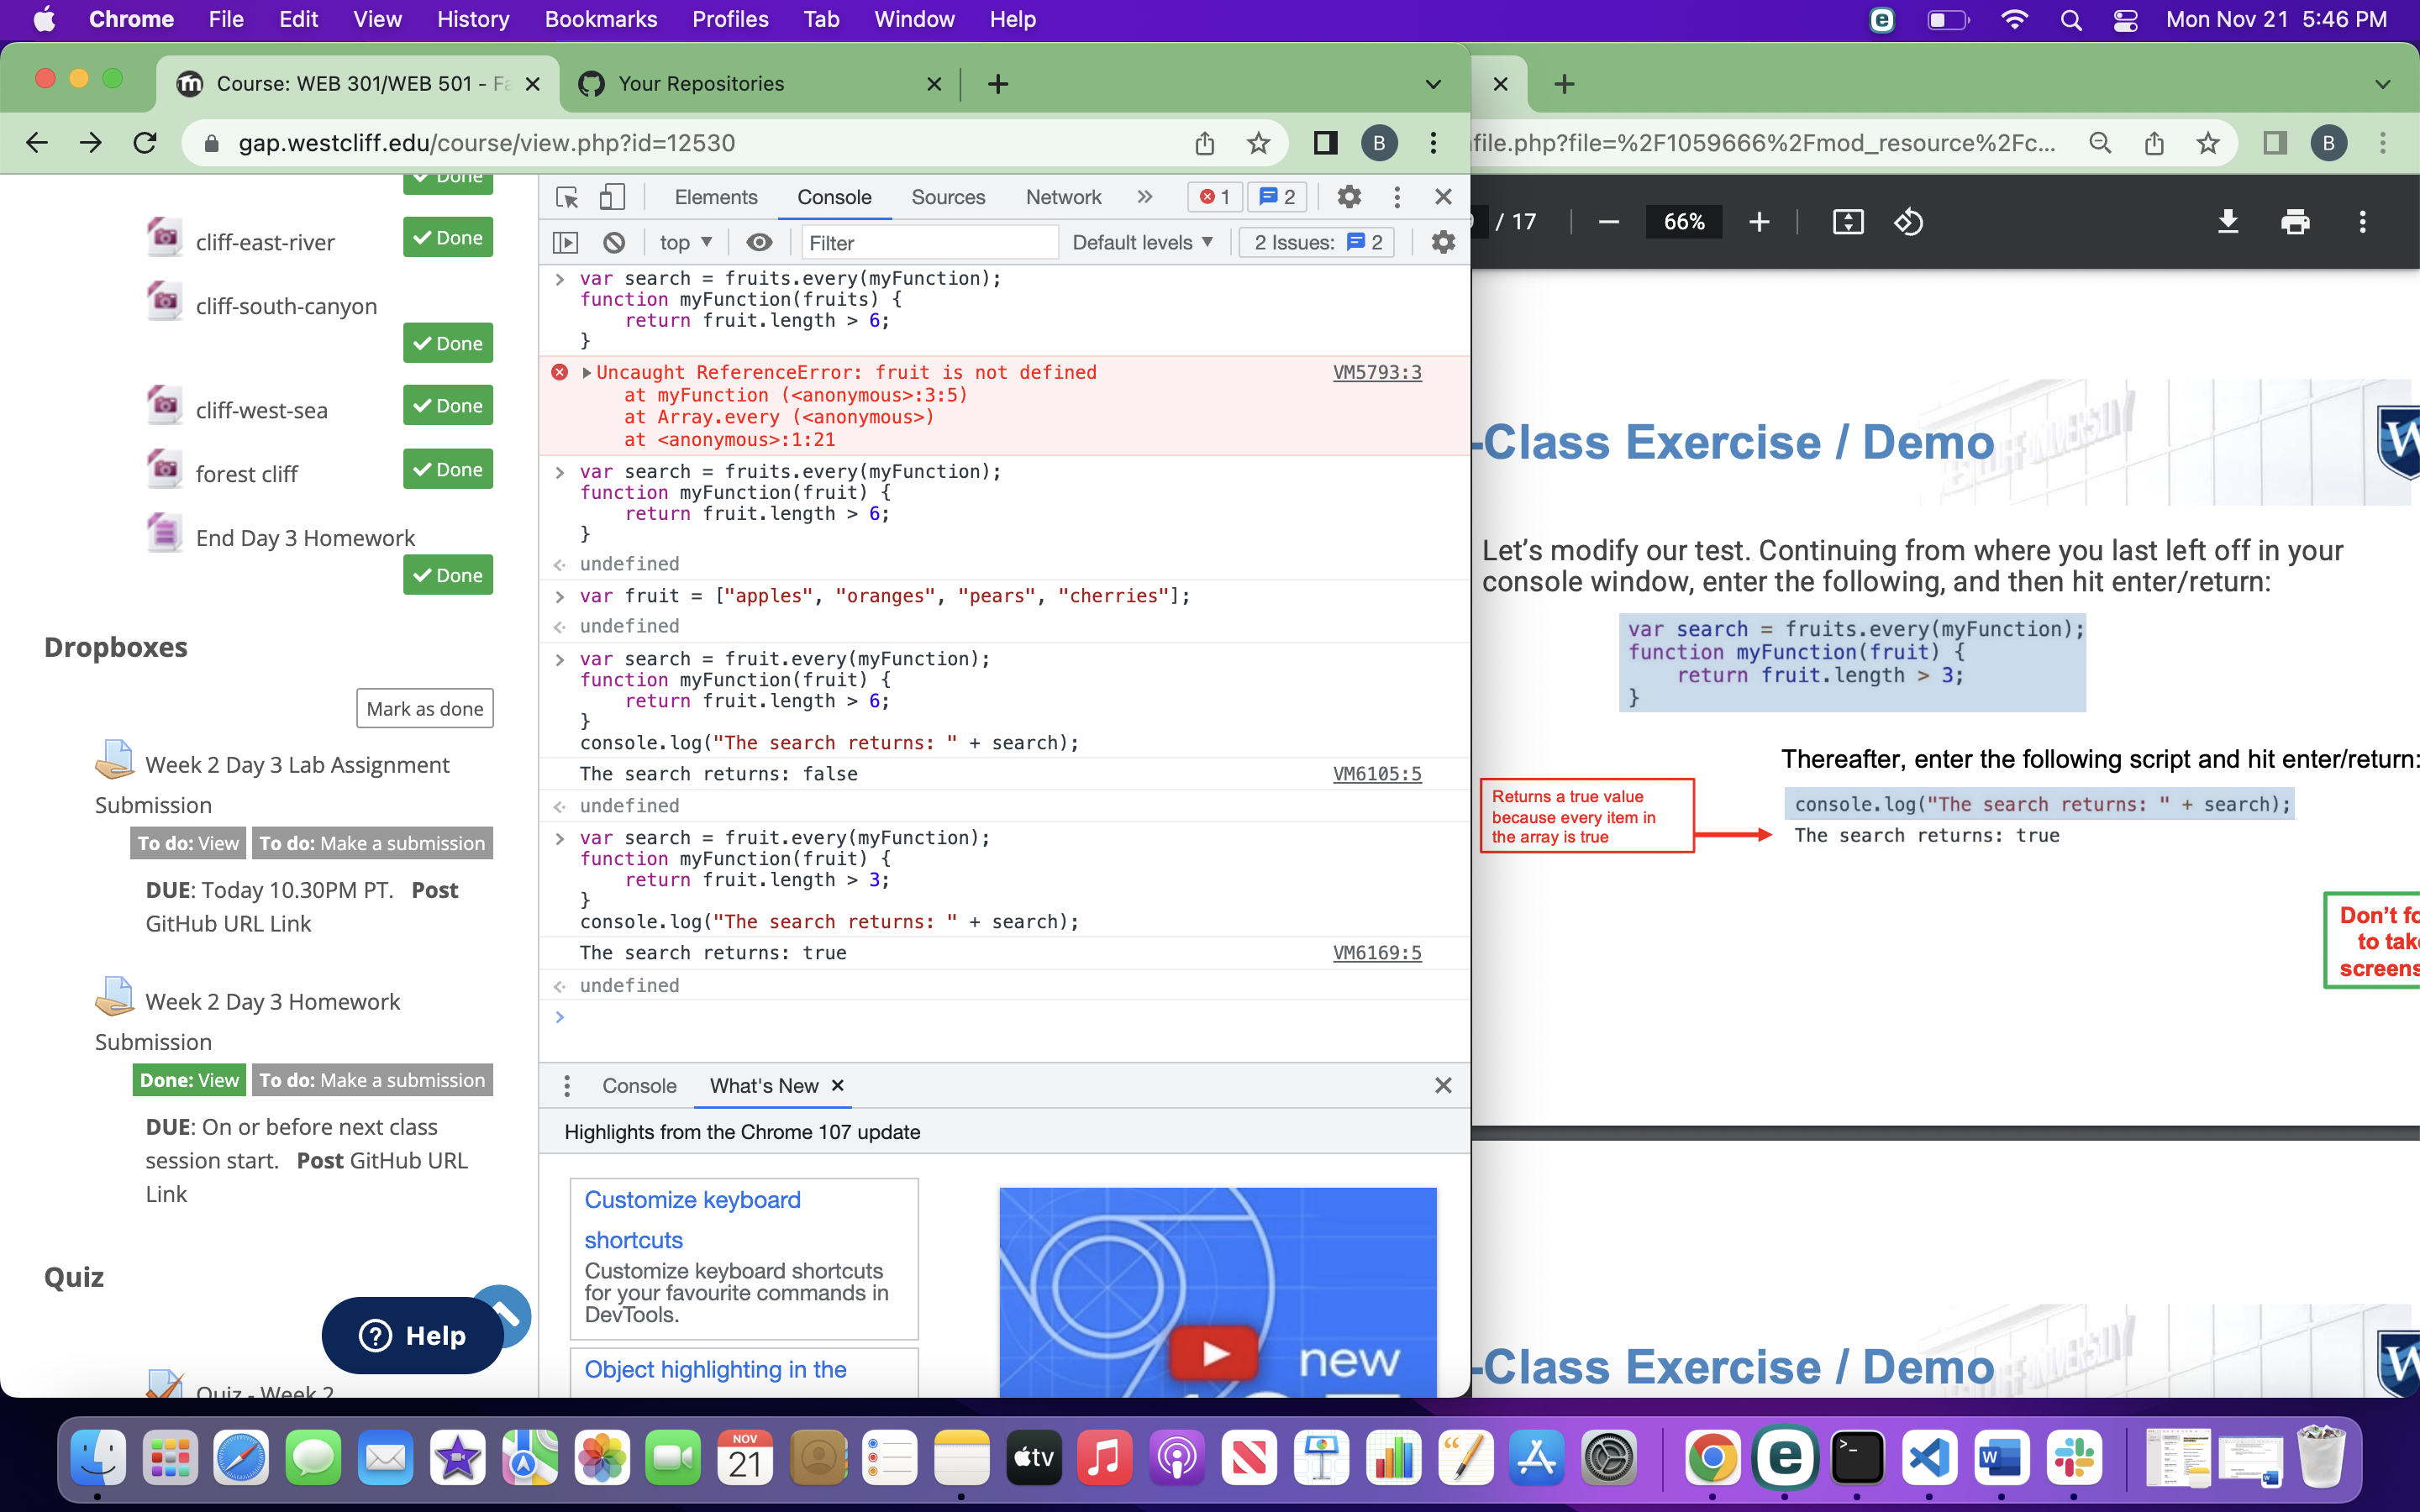 Chrome File Edit View History Bookmarks Profiles Tab Window Help Mon Nov 21 5:46 PM
Course: WEB 301/WEB 501 - Fa
Your Repositories
gap.westcliff.edu/course/view.php?id=12530
B
file.php?file=%2F1059666%2Fmod_resource%2Fc...
B
Done
cliff-east-river
Done
cliff-south-canyon
Done
cliff-west-sea
Done
forest cliff
Done
End Day 3 Homework
Done
Dropboxes
Mark as done
Week 2 Day 3 Lab Assignment
Submission
To do: View To do: Make a submission
DUE: Today 10.30PM PT. Post
GitHub URL Link
Week 2 Day 3 Homework
Submission
Done: View To do: Make a submission
DUE: On or before next class
session start. Post GitHub URL
Link
Quiz
Help
Quiz - Week 2
Elements Console Sources Network 1 2
top Filter Default levels 2 Issues: 2
var search = fruits.every(myFunction);
function myFunction(fruits) {
return fruit.length > 6;
}
Uncaught ReferenceError: fruit is not defined VM5793:3
at myFunction (<anonymous>:3:5)
at Array.every (<anonymous>)
at <anonymous>:1:21
var search = fruits.every(myFunction);
function myFunction(fruit) {
return fruit.length > 6;
}
undefined
var fruit = ["apples", "oranges", "pears", "cherries"];
undefined
var search = fruit.every(myFunction);
function myFunction(fruit) {
return fruit.length > 6;
}
console.log("The search returns: " + search);
The search returns: false VM6105:5
undefined
var search = fruit.every(myFunction);
function myFunction(fruit) {
return fruit.length > 3;
}
console.log("The search returns: " + search);
The search returns: true VM6169:5
undefined
Console What's New
Highlights from the Chrome 107 update
Customize keyboard
shortcuts
Customize keyboard shortcuts
for your favourite commands in
DevTools.
Object highlighting in the
new
/ 17 66%
-Class Exercise / Demo
Let's modify our test. Continuing from where you last left off in your
console window, enter the following, and then hit enter/return:
var search = fruits.every(myFunction);
function myFunction(fruit) {
return fruit.length > 3;
}
Thereafter, enter the following script and hit enter/return:
Returns a true value
because every item in
the array is true
console.log("The search returns: " + search);
The search returns: true
Don't fo
to tak
screens
-Class Exercise / Demo
NOV
21
tv